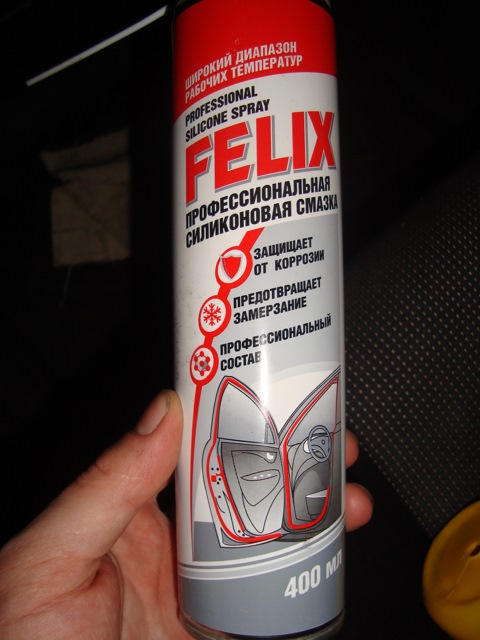 ШИРОКИЙ ДИАПАЗОН
РАБОЧИХ ТЕМПЕРАТУР
PROFESSIONAL
SILICONE SPRAY
FELIX
ПРОФЕССИОНАЛЬНАЯ
СИЛИКОНОВАЯ СМАЗКА
ЗАЩИЩАЕТ
ОТ КОРРОЗИИ
ПРЕДОТВРАЩАЕТ
ЗАМЕРЗАНИЕ
ПРОФЕССИОНАЛЬНЫЙ
СОСТАВ
400 МЛ